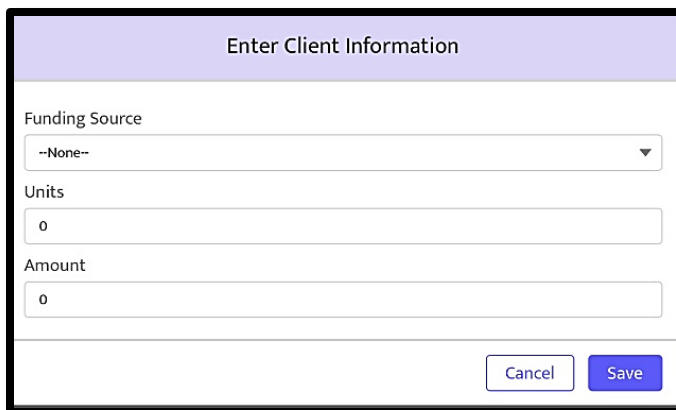 Enter Client Information
Funding Source
--None--
Units
0
Amount
0
Cancel Save